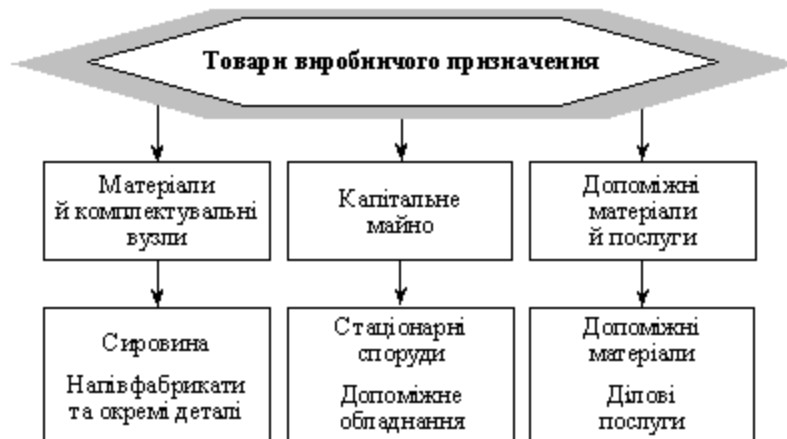 Товари виробничого призначення
Матеріали
й комплектувальні
вузли
Капітальне
майно
Допоміжні
матеріали
й послуги
Сировина
Напівфабрикати
та окремі деталі
Стаціонарні
споруди
Допоміжне
обладнання
Допоміжні
матеріали
Ділові
послуги